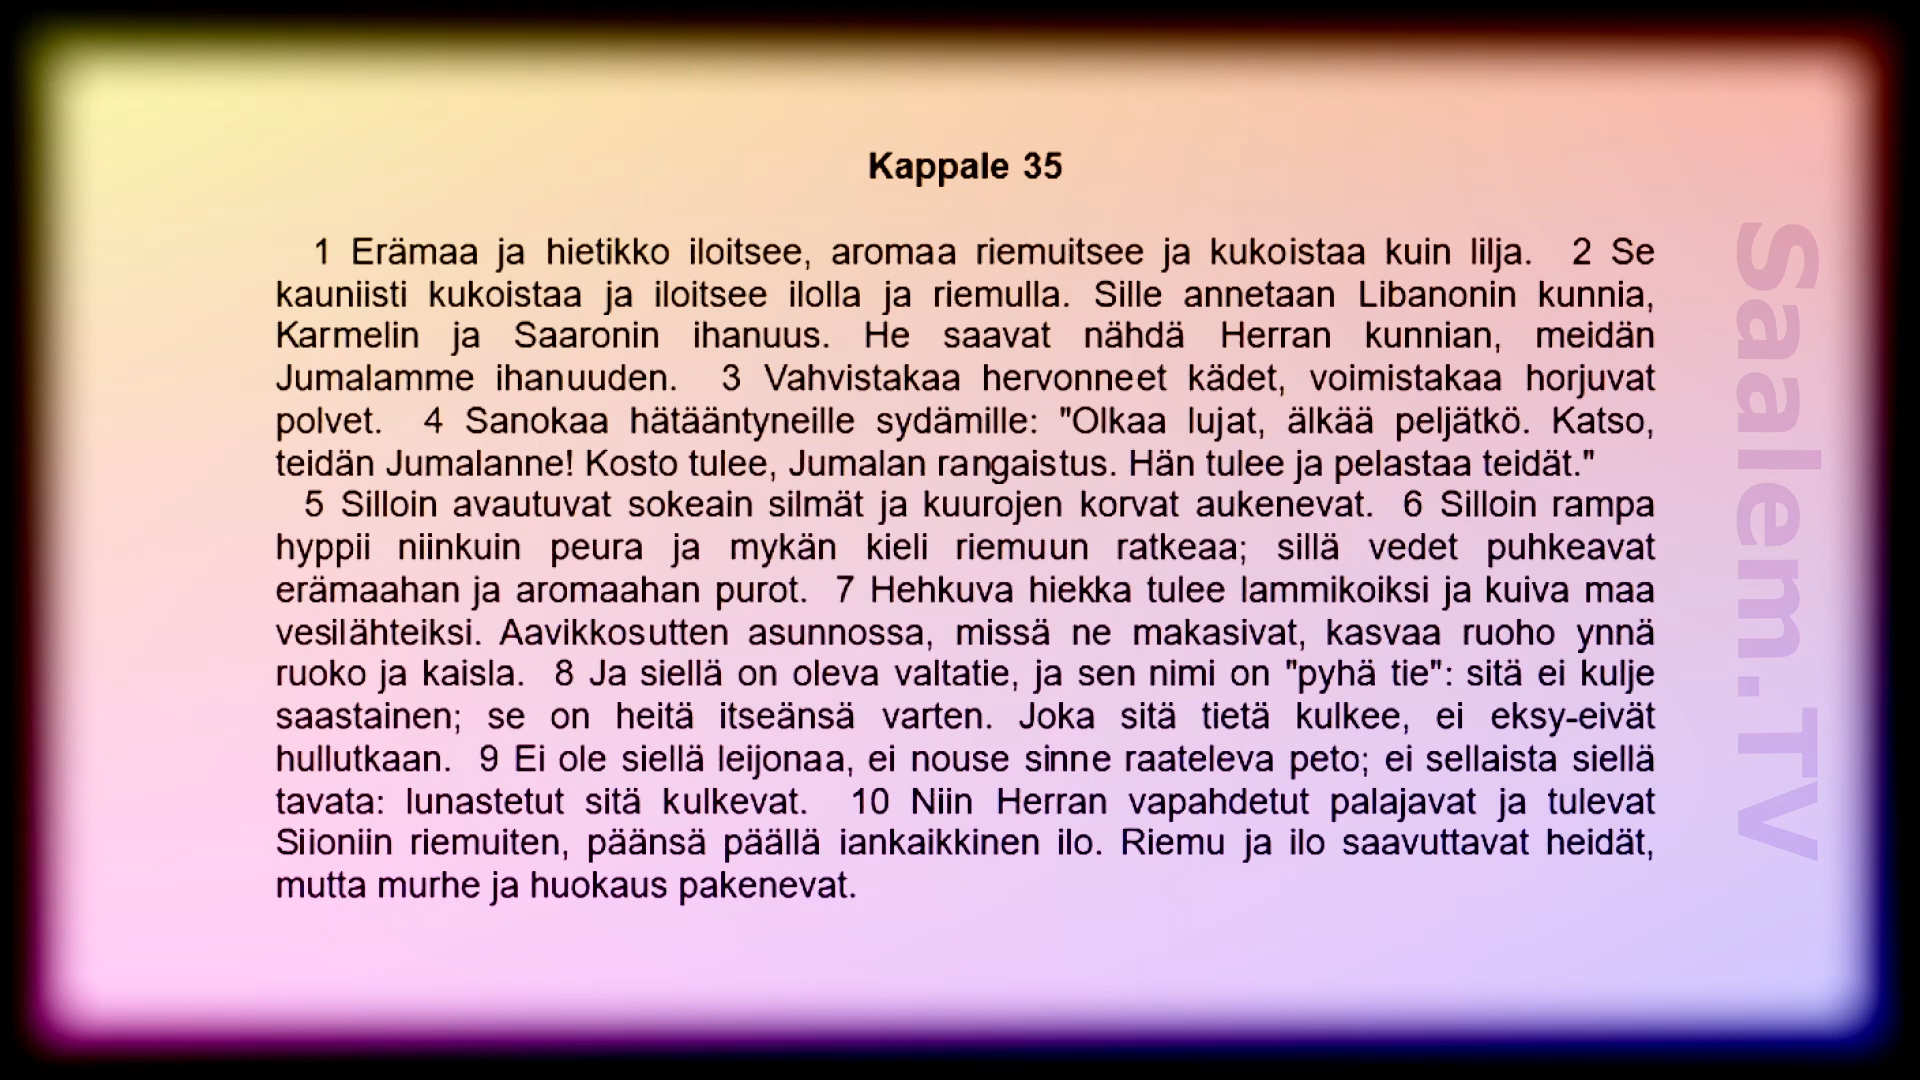 Kappale 35
1 Erämaa ja hietikko iloitsee, aromaa riemuitsee ja kukoistaa kuin lilja. 2 Se
kauniisti kukoistaa ja iloitsee ilolla ja riemulla. Sille annetaan Libanonin kunnia,
Karmelin ja Saaronin ihanuus. He saavat nähdä Herran kunnian, meidän
Jumalamme ihanuuden. 3 Vahvistakaa hervonneet kädet, voimistakaa horjuvat
polvet. 4 Sanokaa hätääntyneille sydämille: "Olkaa lujat, älkää peljätkö. Katso,
teidän Jumalanne! Kosto tulee, Jumalan rangaistus. Hän tulee ja pelastaa teidät."
5 Silloin avautuvat sokeain silmät ja kuurojen korvat aukenevat. 6 Silloin rampa
hyppii niinkuin peura ja mykän kieli riemuun ratkeaa; sillä vedet puhkeavat
erämaahan ja aromaahan purot. 7 Hehkuva hiekka tulee lammikoiksi ja kuiva maa
vesilähteiksi. Aavikkosutten asunnossa, missä ne makasivat, kasvaa ruoho ynnä
ruoko ja kaisla. 8 Ja siellä on oleva valtatie, ja sen nimi on "pyhä tie": sitä ei kulje
saastainen; se on heitä itseänsä varten. Joka sitä tietä kulkee, ei eksy-eivät
hullutkaan. 9 Ei ole siellä leijonaa, ei nouse sinne raateleva peto; ei sellaista siellä
tavata: lunastetut sitä kulkevat. 10 Niin Herran vapahdetut palajavat ja tulevat
Siioniin riemuiten, päänsä päällä iankaikkinen ilo. Riemu ja ilo saavuttavat heidät,
mutta murhe ja huokaus pakenevat.
Saalem.TV